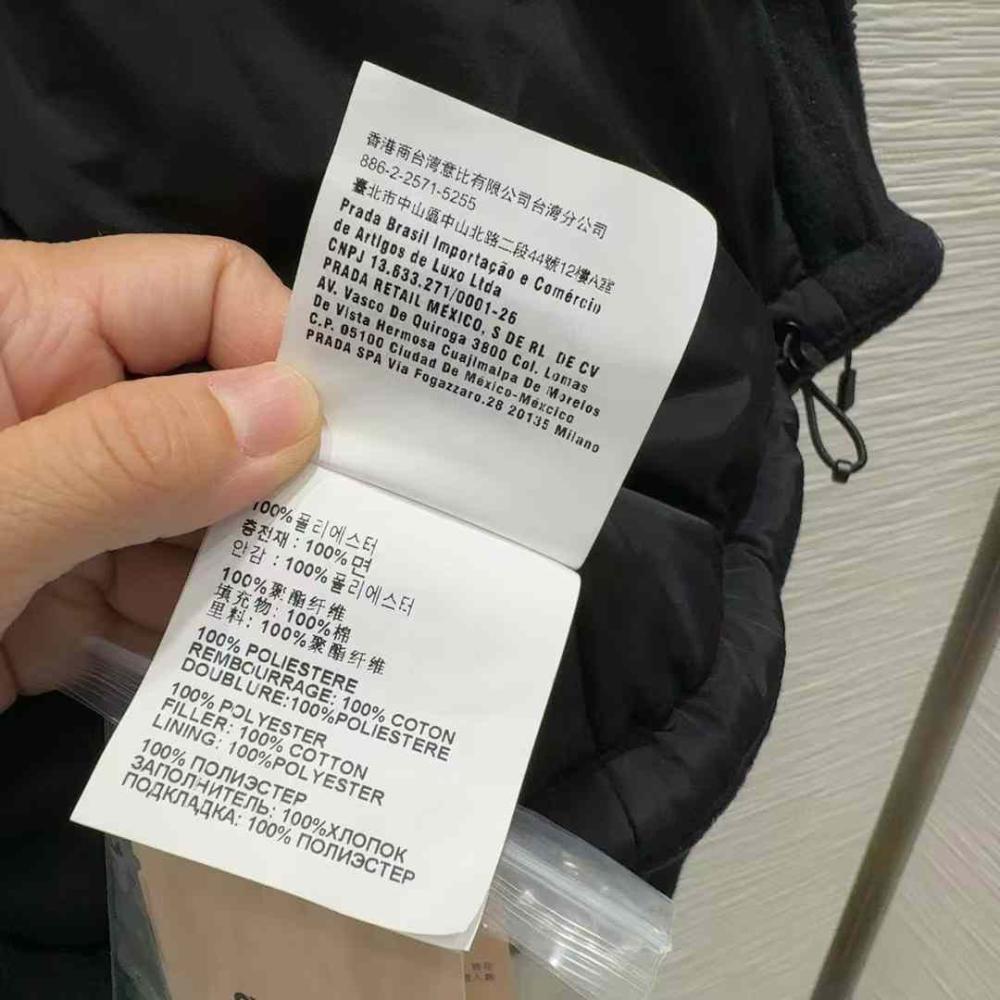 香港商台湾意比有限公司台湾分公司
886-2-2571-5255
臺北市中山區中山北路二段44號12樓A室
Prada Brasil Importação e Comércio
de Artigos de Luxo Ltda
CNPJ 13.633.271/0001-26
PRADA RETAIL MEXICO, S DE RL DE CV
AV. Vasco De Quiroga 3800 Col. Lomas
De Vista Hermosa Cuajimalpa De Morelos
C.P. 05100 Ciudad De México-Méxcico
PRADA SPA Via Fogazzaro.28 20135 Milano
100% 폴리에스터
충전재 : 100% 면
안감 : 100% 폴리에스터
100%聚酯纤维
填充物: 100%棉
里料: 100%聚酯纤维
100% POLIESTERE
REMBOURRAGE: 100% COTON
DOUBLURE:100%POLIESTERE
100% POLYESTER
FILLER: 100% COTTON
LINING: 100%POLYESTER
100% ПОЛИЭСТЕР
ЗАПОЛНИТЕЛЬ: 100%ХЛОПОК
ПОДКЛАДКА: 100% ПОЛИЭСТЕР